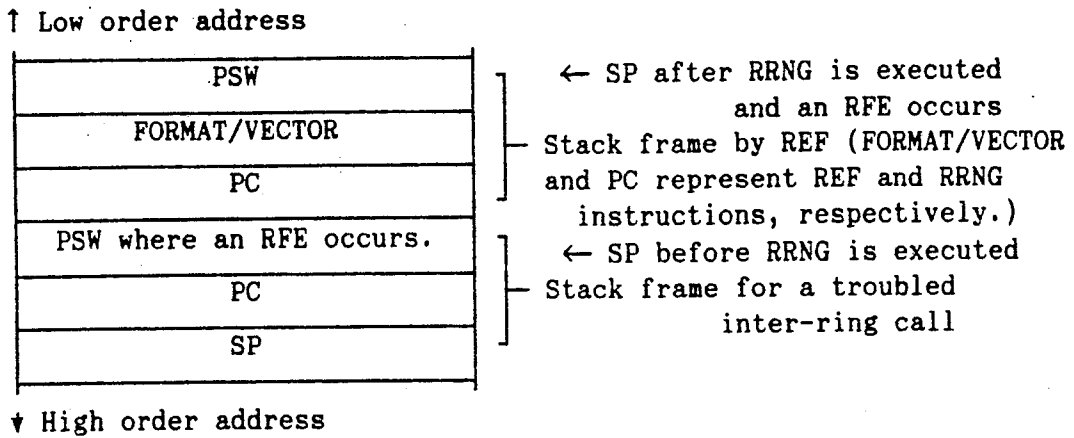 ↑ Low order address
PSW
← SP after RRNG is executed
and an RFE occurs
FORMAT/VECTOR
Stack frame by REF (FORMAT/VECTOR
PC
and PC represent REF and RRNG
instructions, respectively.)
PSW where an RFE occurs.
← SP before RRNG is executed
PC
Stack frame for a troubled
inter-ring call
SP
↓ High order address